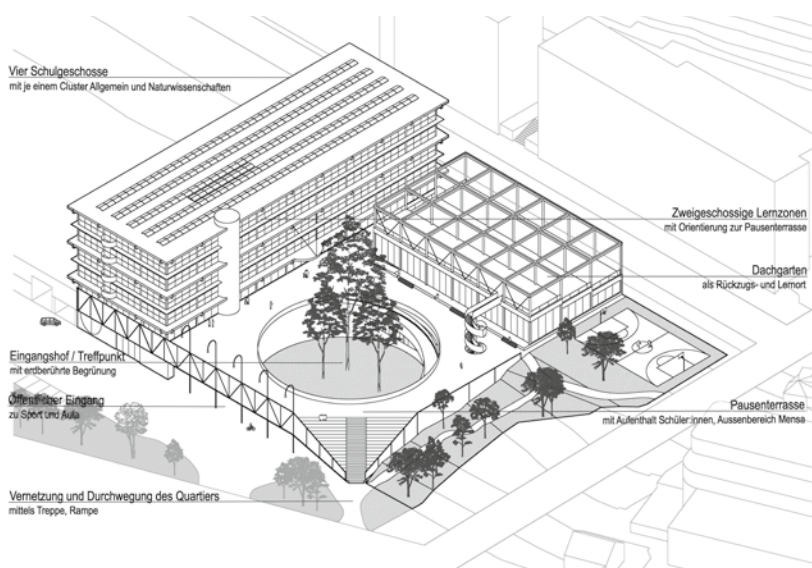 Vier Schulgeschosse
mit je einem Cluster Allgemein und Naturwissenschaften
Zweigeschossige Lernzonen
mit Orientierung zur Pausenterrasse
Dachgarten
als Rückzugs- und Lernort
Eingangshof / Treffpunkt
mit erdberührte Begrünung
Öffentlicher Eingang
zu Sport und Aula
Pausenterrasse
mit Aufenthalt Schüler:innen, Aussenbereich Mensa
Vernetzung und Durchwegung des Quartiers
mittels Treppe, Rampe